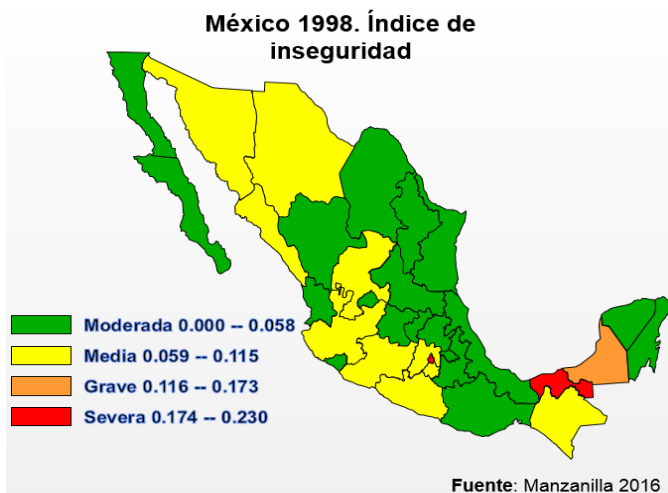 México 1998. Índice de
inseguridad
Moderada 0.000 -- 0.058
Media 0.059 -- 0.115
Grave 0.116 -- 0.173
Severa 0.174 -- 0.230
Fuente: Manzanilla 2016